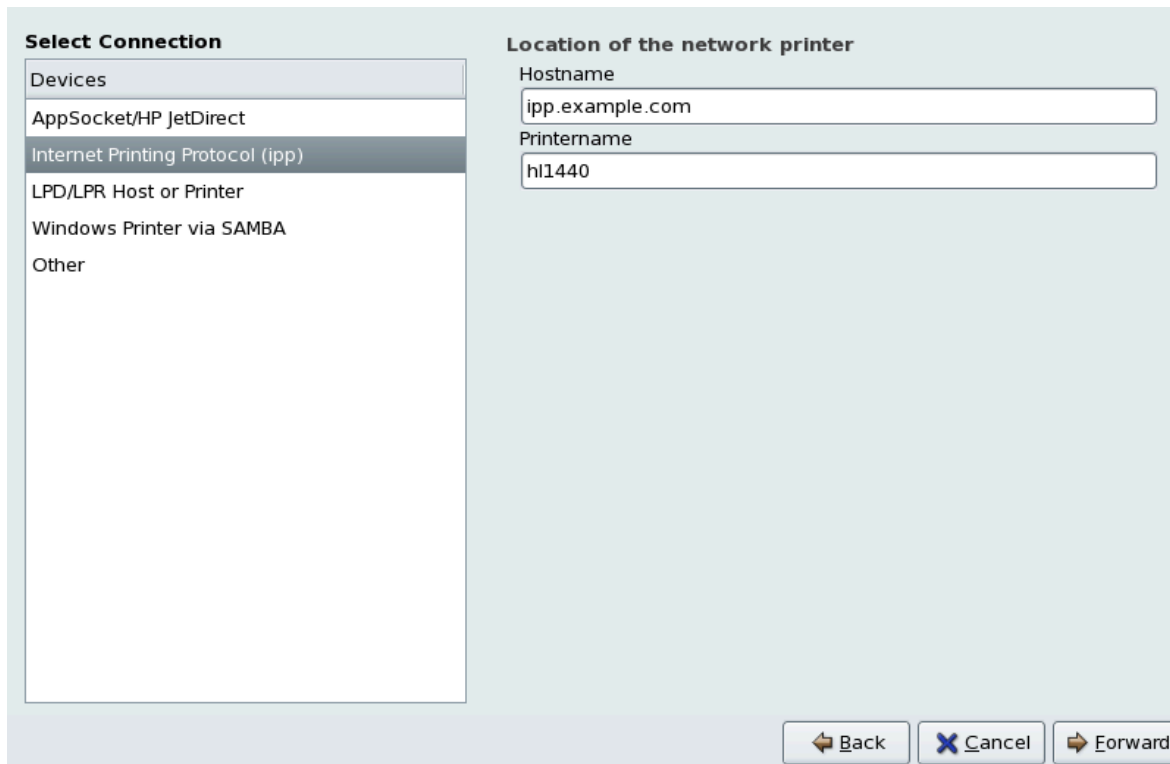 Select Connection
Devices
AppSocket/HP JetDirect
Internet Printing Protocol (ipp)
LPD/LPR Host or Printer
Windows Printer via SAMBA
Other
Location of the network printer
Hostname
ipp.example.com
Printername
hl1440
Back
Cancel
Forward